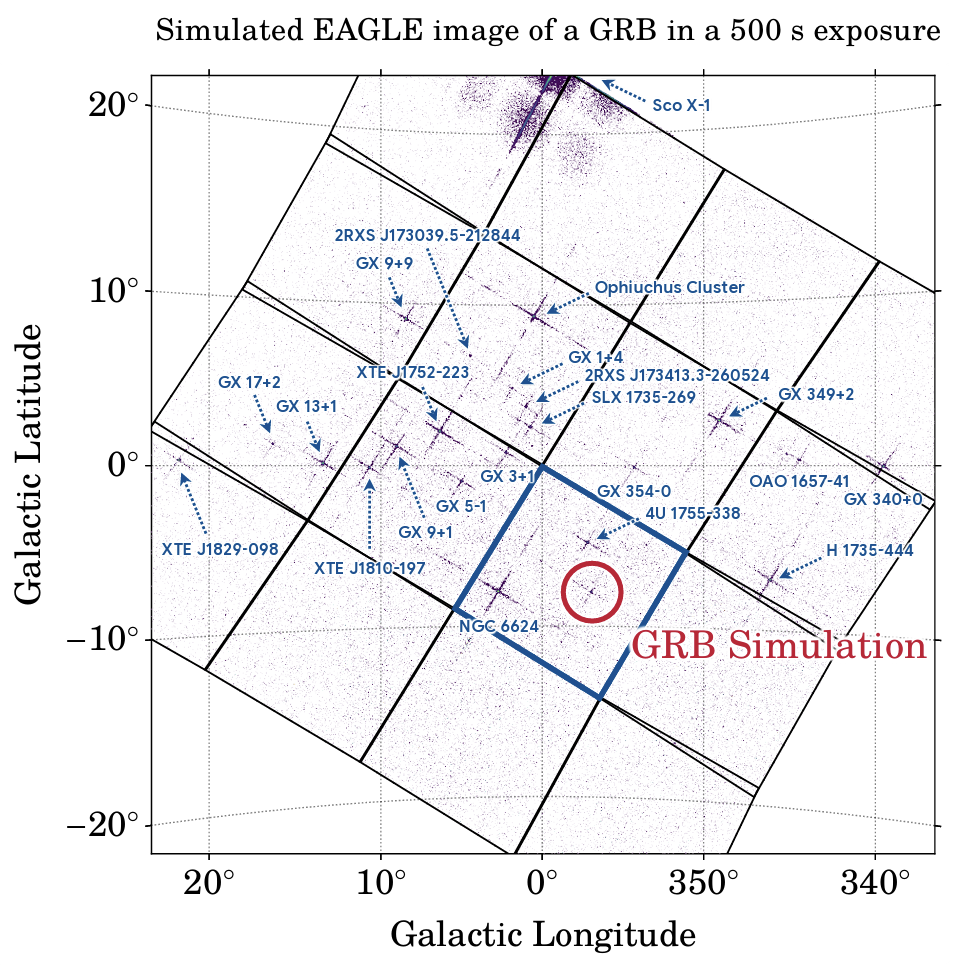 Simulated EAGLE image of a GRB in a 500 s exposure
20°
Sco X-1
2RXS J173039.5-212844
GX 9+9
10°
Ophiuchus Cluster
GX 1+4
XTE J1752-223
2RXS J173413.3-260524
GX 17+2
SLX 1735-269
GX 349+2
GX 13+1
0°
GX 3+1
OAO 1657-41
GX 354-0
GX 340+0
GX 5-1
4U 1755-338
GX 9+1
XTE J1829-098
H 1735-444
XTE J1810-197
NGC 6624
−10°
GRB Simulation
−20°
20°
10°
0°
350°
340°
Galactic Longitude
Galactic Latitude